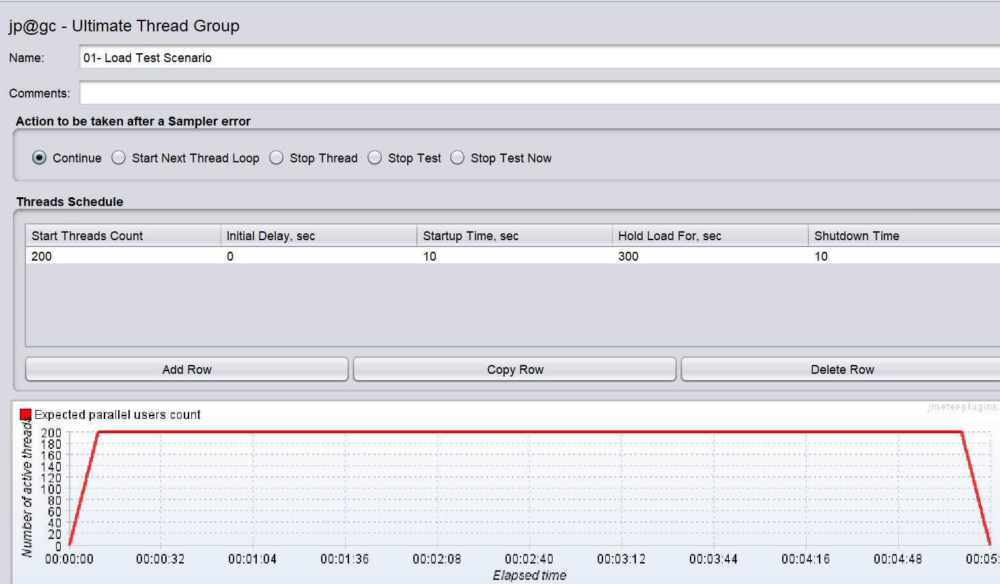 jp@gc - Ultimate Thread Group
Name: 01- Load Test Scenario
Comments:
Action to be taken after a Sampler error
Continue Start Next Thread Loop Stop Thread Stop Test Stop Test Now
Threads Schedule
Start Threads Count Initial Delay, sec Startup Time, sec Hold Load For, sec Shutdown Time
200 0 10 300 10
Add Row Copy Row Delete Row
jmeter-plugins.
Expected parallel users count
Number of active threads
200
180
160
140
120
100
80
60
40
20
0
00:00:00 00:00:32 00:01:04 00:01:36 00:02:08 00:02:40 00:03:12 00:03:44 00:04:16 00:04:48 00:05:
Elapsed time